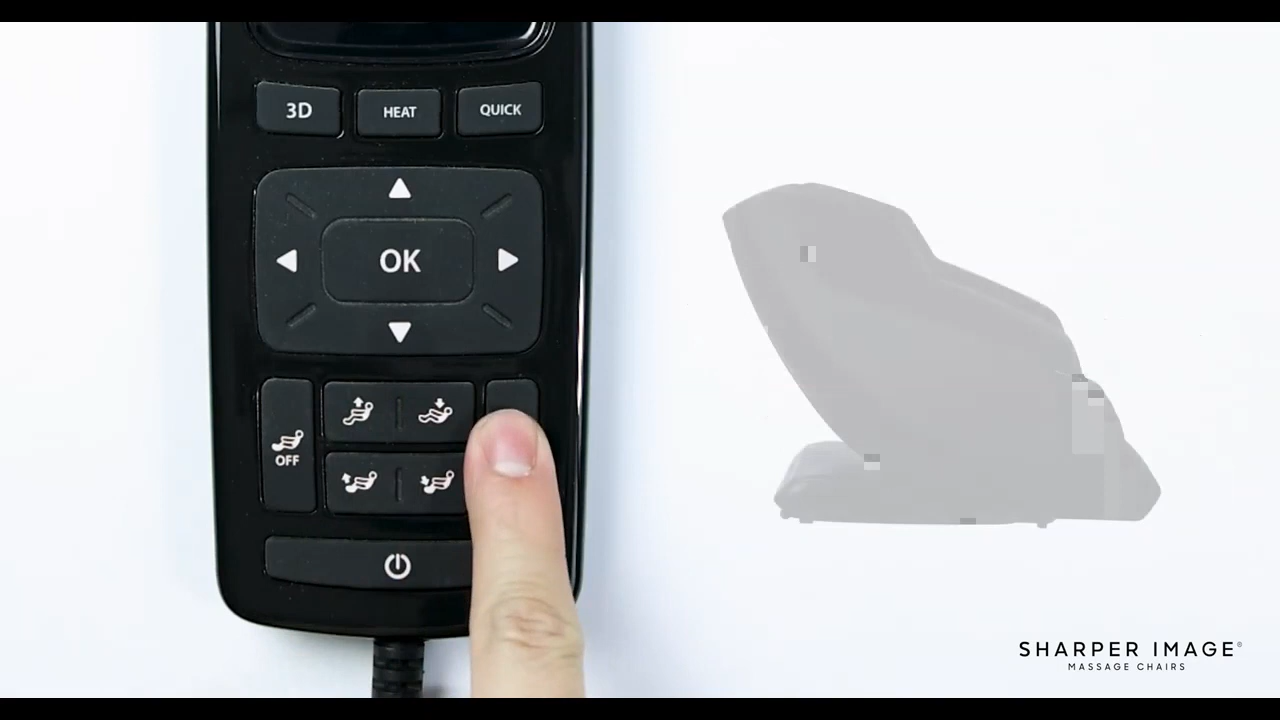 3D HEAT QUICK
OK
OFF
SHARPER IMAGE®
MASSAGE CHAIRS